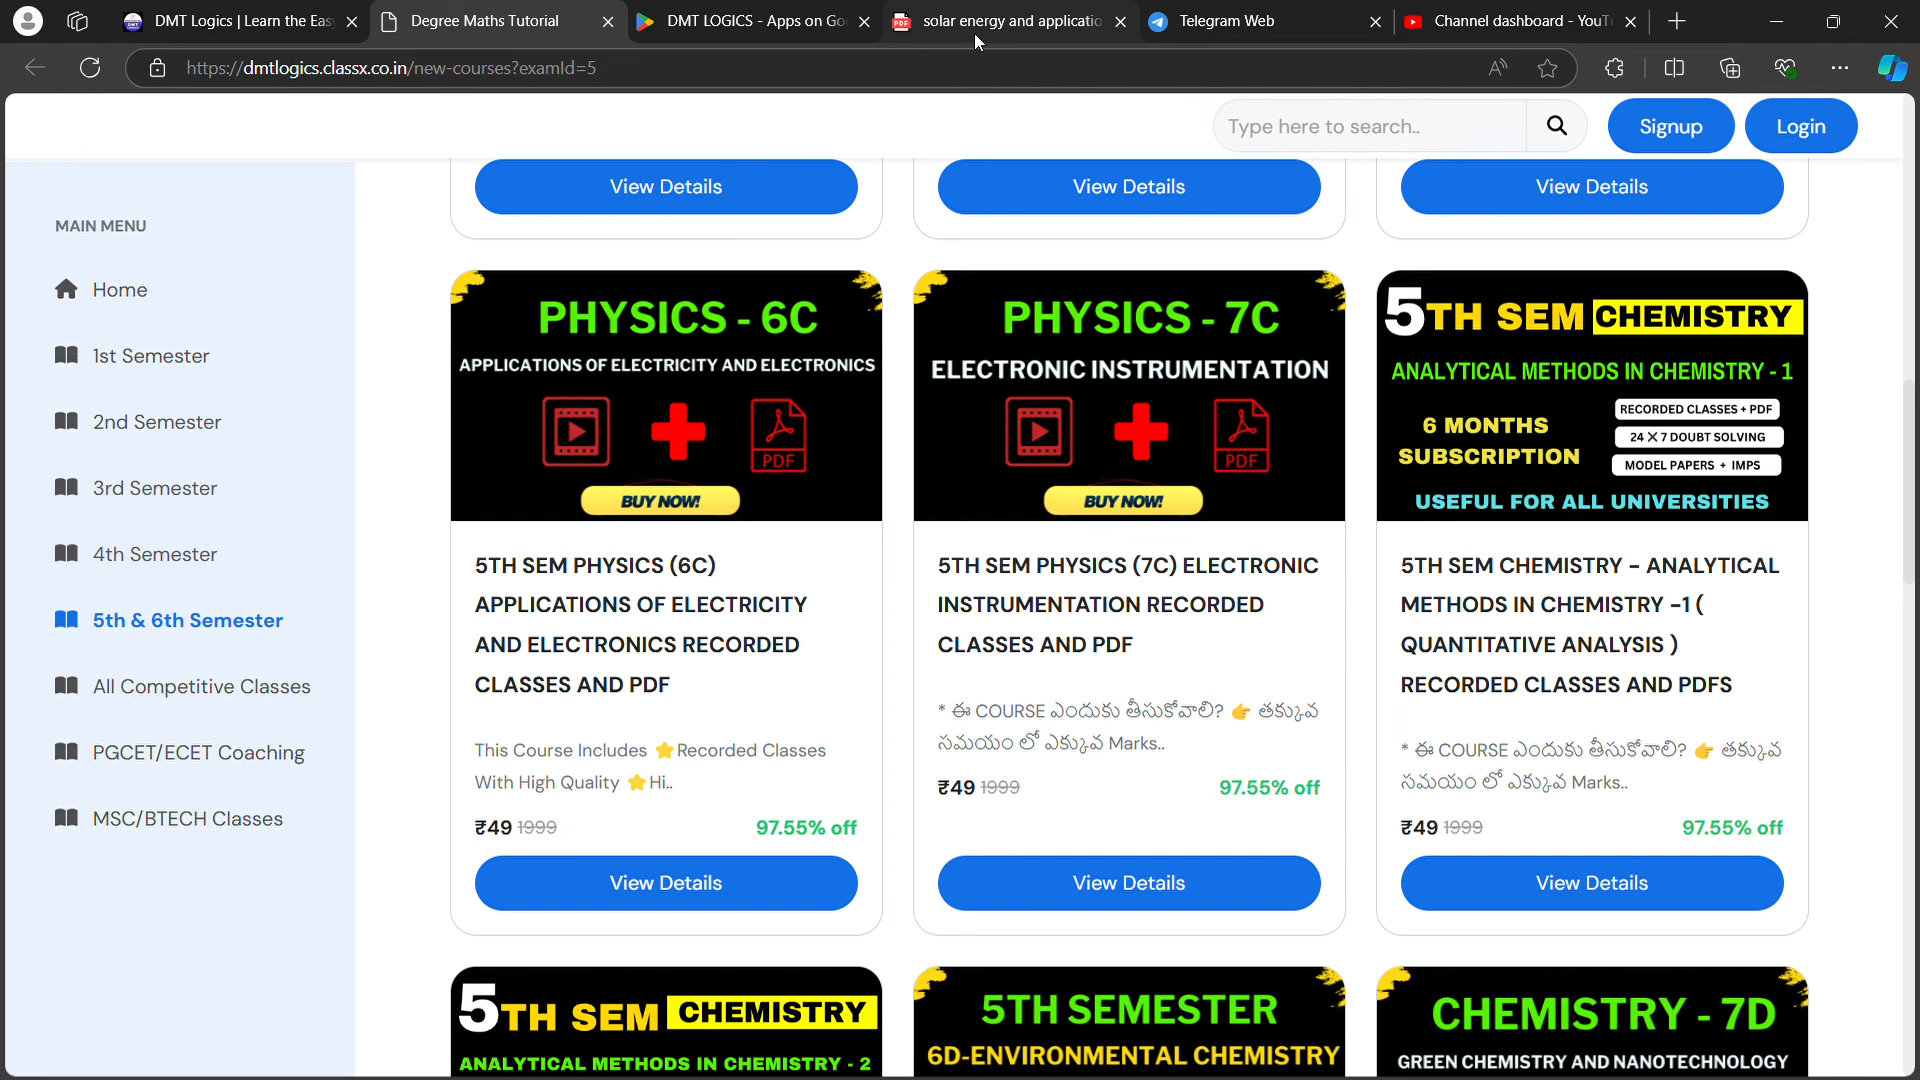 DMT Logics | Learn the Eas
Degree Maths Tutorial
DMT LOGICS - Apps on Go
solar energy and applicatio
Telegram Web
Channel dashboard - YouTu
https://dmtlogics.classx.co.in/new-courses?examId=5
Type here to search..
Signup
Login
MAIN MENU
Home
1st Semester
2nd Semester
3rd Semester
4th Semester
5th & 6th Semester
All Competitive Classes
PGCET/ECET Coaching
MSC/BTECH Classes
View Details
View Details
View Details
PHYSICS - 6C
APPLICATIONS OF ELECTRICITY AND ELECTRONICS
PDF
BUY NOW!
5TH SEM PHYSICS (6C)
APPLICATIONS OF ELECTRICITY
AND ELECTRONICS RECORDED
CLASSES AND PDF
This Course Includes ⭐Recorded Classes
With High Quality ⭐Hi..
₹49 1999 97.55% off
View Details
PHYSICS - 7C
ELECTRONIC INSTRUMENTATION
PDF
BUY NOW!
5TH SEM PHYSICS (7C) ELECTRONIC
INSTRUMENTATION RECORDED
CLASSES AND PDF
* ఈ COURSE ఎందుకు తీసుకోవాలి? 👉 తక్కువ
సమయం లో ఎక్కువ Marks..
₹49 1999 97.55% off
View Details
5TH SEM CHEMISTRY
ANALYTICAL METHODS IN CHEMISTRY - 1
6 MONTHS
SUBSCRIPTION
RECORDED CLASSES + PDF
24 X 7 DOUBT SOLVING
MODEL PAPERS + IMPS
USEFUL FOR ALL UNIVERSITIES
5TH SEM CHEMISTRY – ANALYTICAL
METHODS IN CHEMISTRY –1 (
QUANTITATIVE ANALYSIS )
RECORDED CLASSES AND PDFS
* ఈ COURSE ఎందుకు తీసుకోవాలి? 👉 తక్కువ
సమయం లో ఎక్కువ Marks..
₹49 1999 97.55% off
View Details
5TH SEM CHEMISTRY
ANALYTICAL METHODS IN CHEMISTRY - 2
5TH SEMESTER
6D-ENVIRONMENTAL CHEMISTRY
CHEMISTRY - 7D
GREEN CHEMISTRY AND NANOTECHNOLOGY